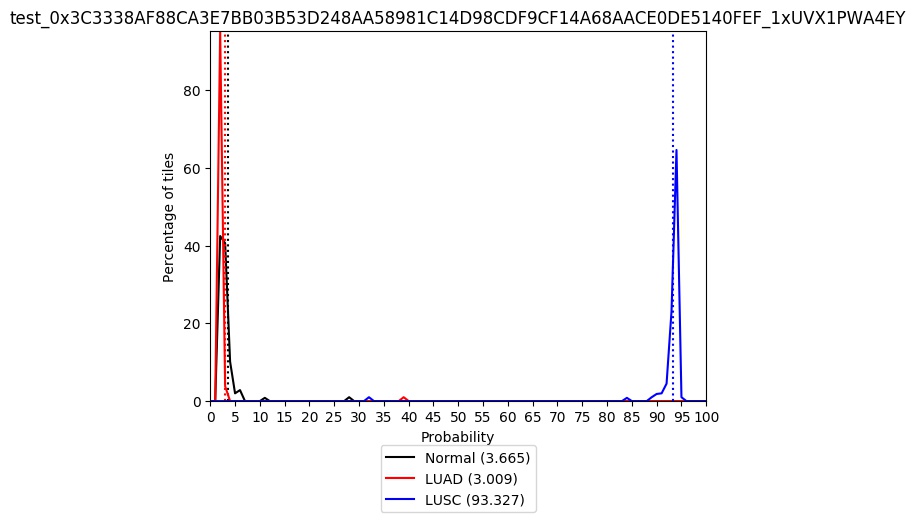 test_0x3C3338AF88CA3E7BB03B53D248AA58981C14D98CDF9CF14A68AACE0DE5140FEF_1xUVX1PWA4EY
Percentage of tiles
80
60
40
20
0
0 5 10 15 20 25 30 35 40 45 50 55 60 65 70 75 80 85 90 95 100
Probability
Normal (3.665)
LUAD (3.009)
LUSC (93.327)